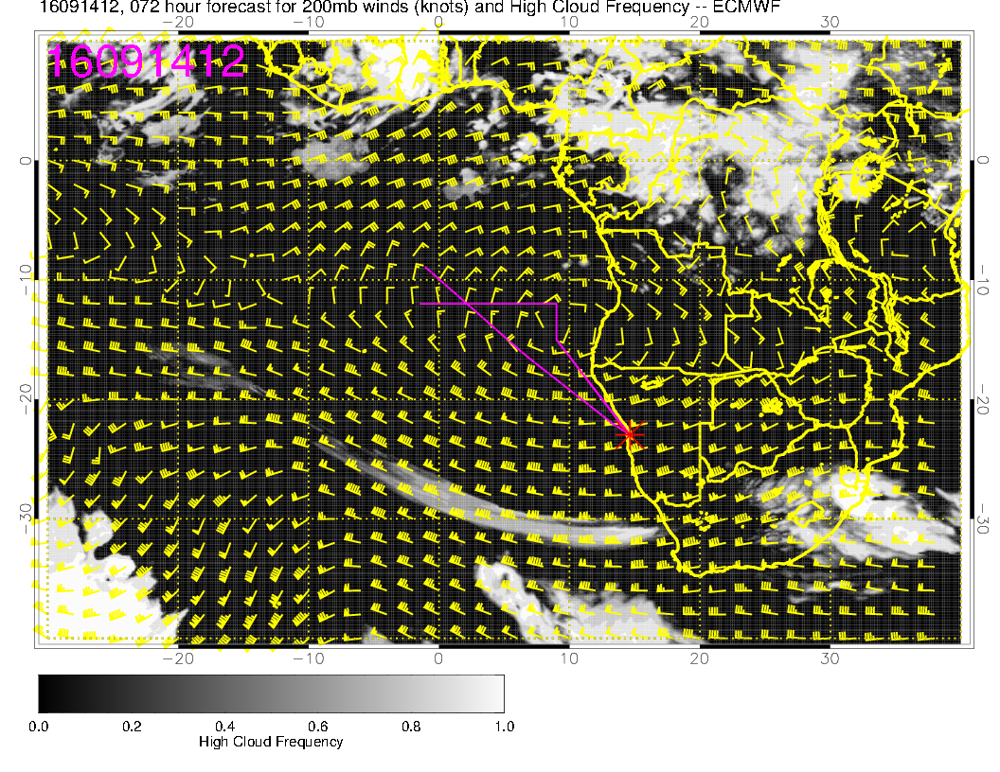 16091412, 072 hour forecast for 200mb winds (knots) and High Cloud Frequency -- ECMWF
−20 −10 0 10 20 30
16091412
0 0
−10 −10
−20 −20
−30 −30
−20 −10 0 10 20 30
0.0 0.2 0.4 0.6 0.8 1.0
High Cloud Frequency